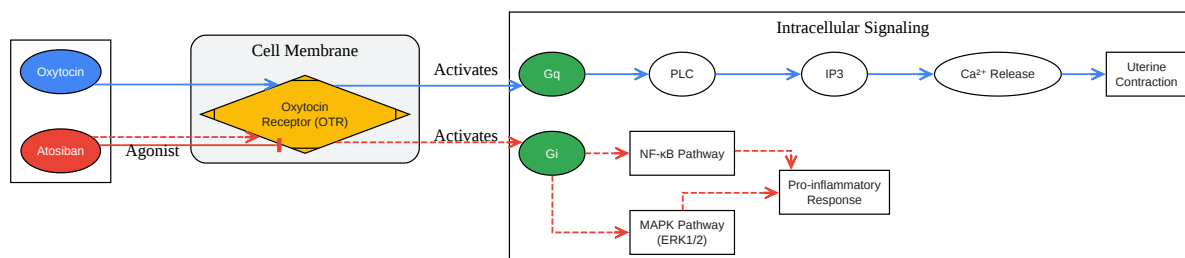 Intracellular Signaling
Cell Membrane
Oxytocin
Activates
Gq
PLC
IP3
Ca²⁺ Release
Uterine
Contraction
Oxytocin
Receptor (OTR)
Atosiban
Agonist
Activates
Gi
NF-κB Pathway
Pro-inflammatory
Response
MAPK Pathway
(ERK1/2)